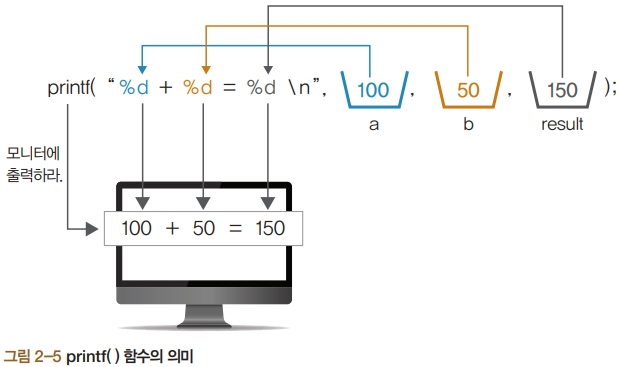 printf( “ %d + %d = %d \n”, 100 , 50 , 150 );
a b result
모니터에
출력하라.
100 + 50 = 150
그림 2-5 printf( ) 함수의 의미